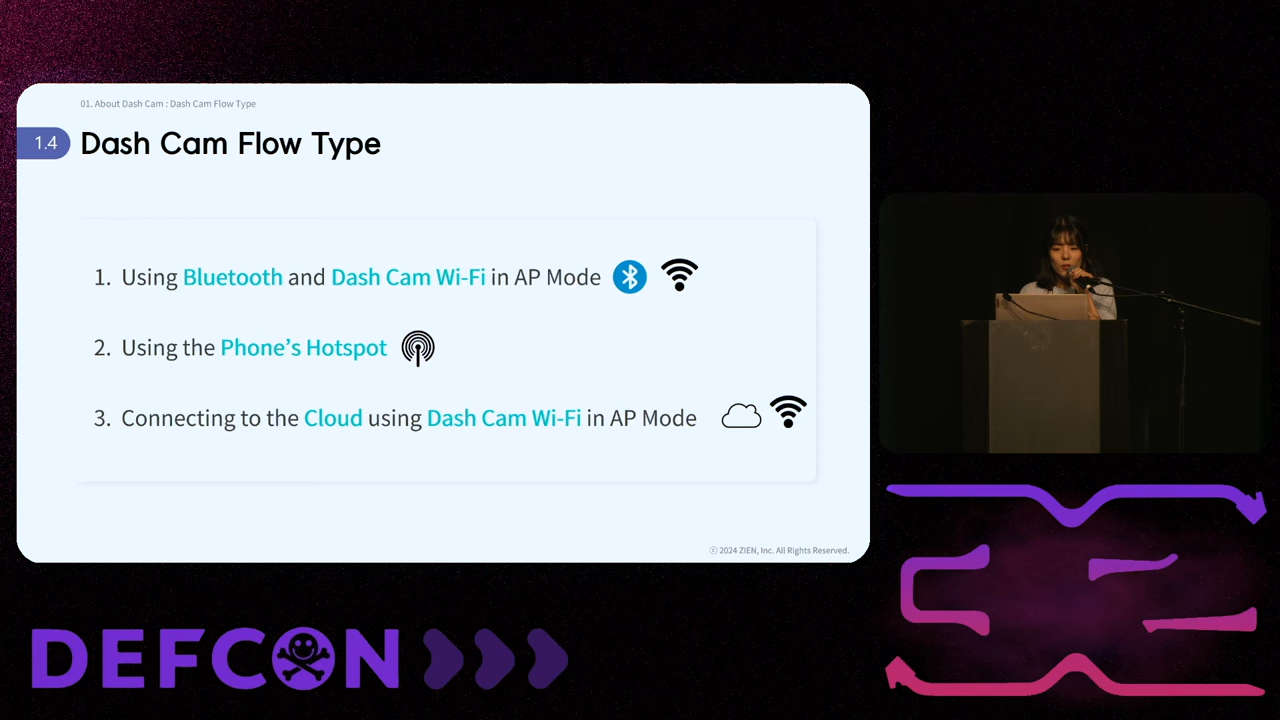 01. About Dash Cam : Dash Cam Flow Type
1.4 Dash Cam Flow Type
1. Using Bluetooth and Dash Cam Wi-Fi in AP Mode
2. Using the Phone's Hotspot
3. Connecting to the Cloud using Dash Cam Wi-Fi in AP Mode
ⓒ 2024 ZIEN, Inc. All Rights Reserved.
DEFCON